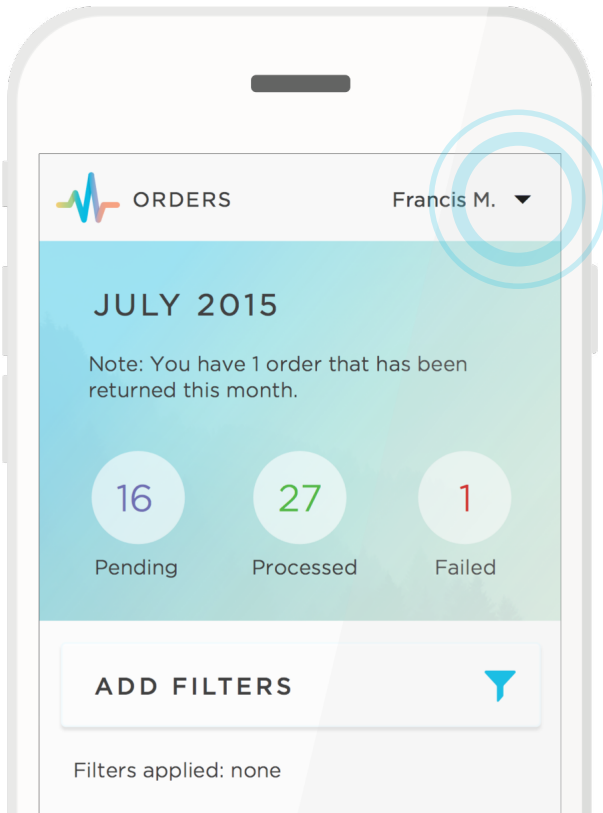 ORDERS
Francis M.
JULY 2015
Note: You have 1 order that has been
returned this month.
16
27
1
Pending
Processed
Failed
ADD FILTERS
Filters applied: none